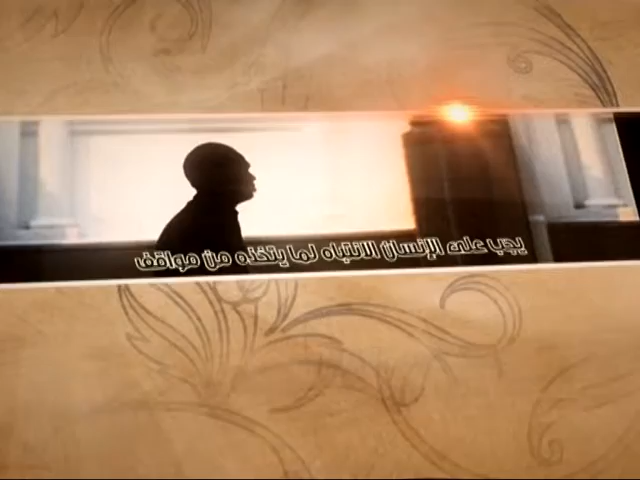 يجب على الإنسان الانتباه لما يتخذه من مواقف